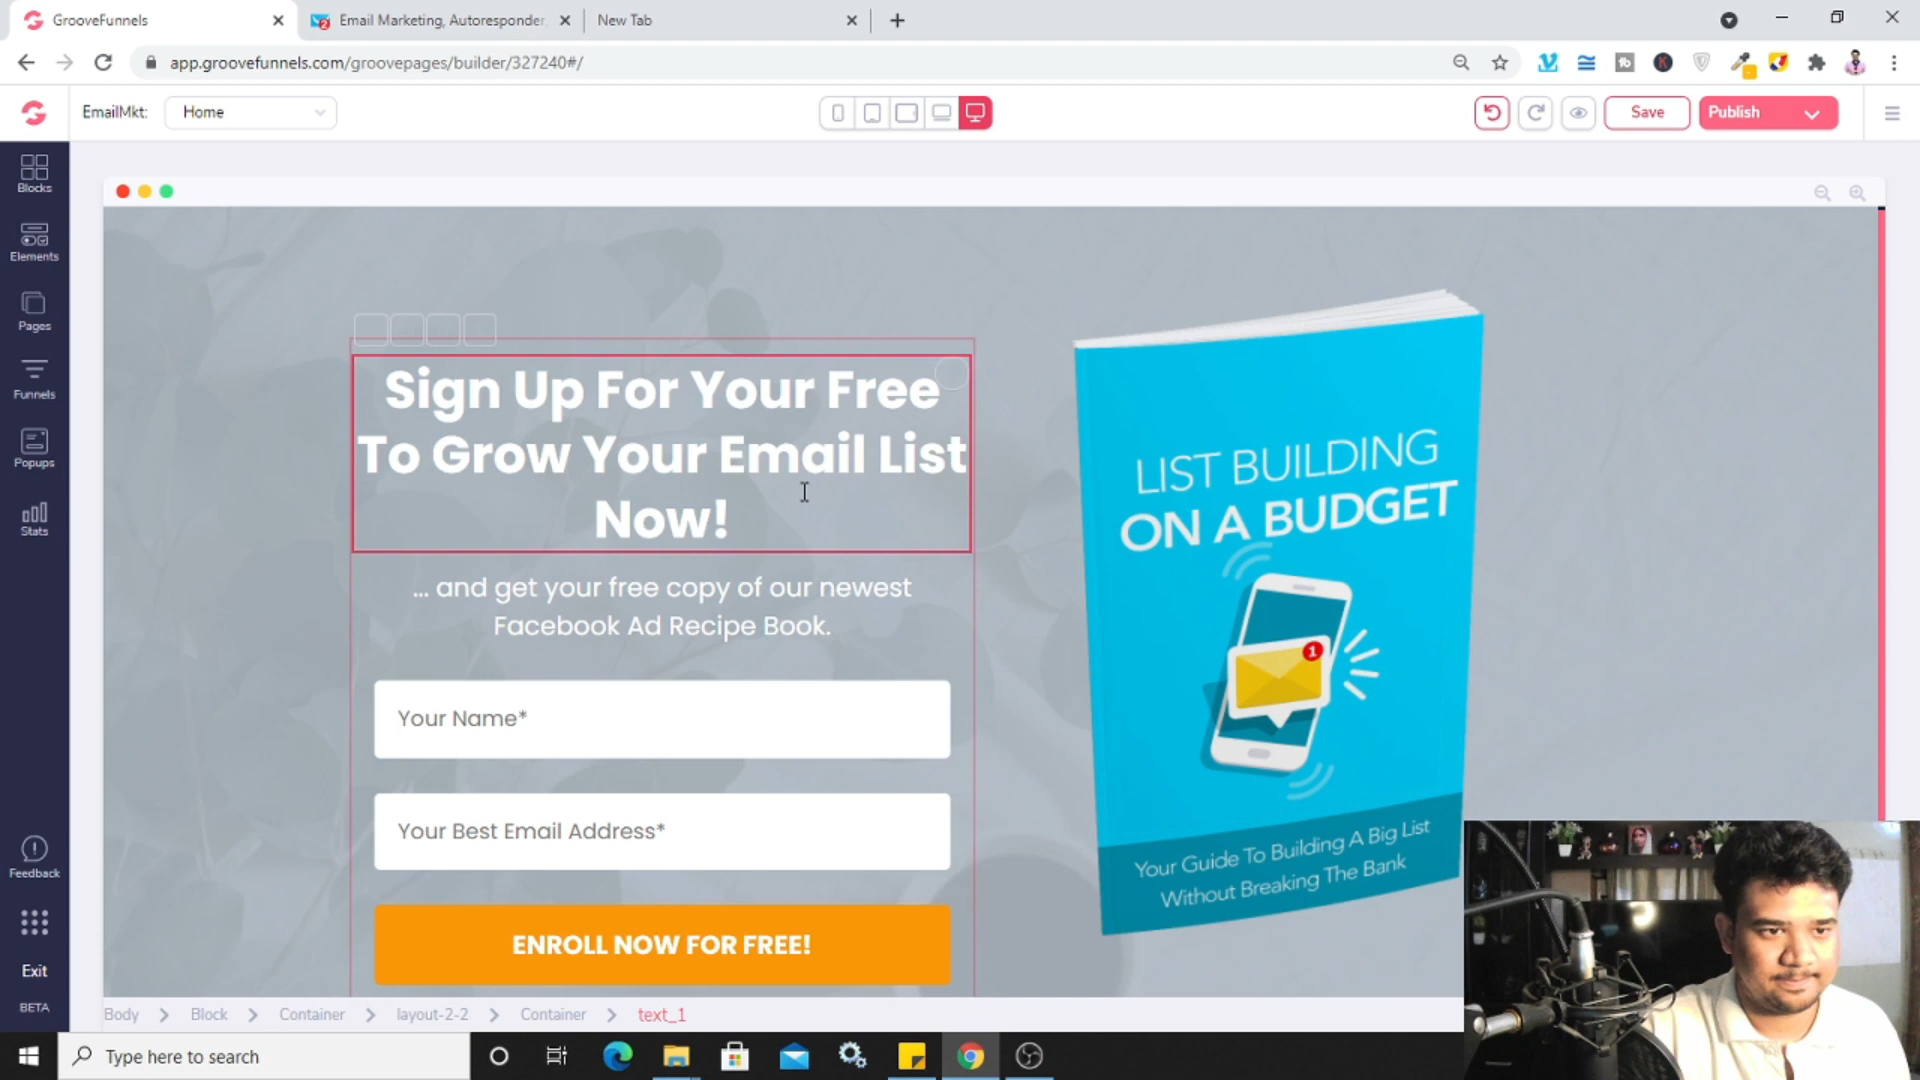 GrooveFunnels
Email Marketing, Autoresponder,
New Tab
app.groovefunnels.com/groovepages/builder/327240#/
EmailMkt:
Home
Save
Publish
Blocks
Elements
Pages
Funnels
Popups
Stats
Feedback
Exit
BETA
Sign Up For Your Free
To Grow Your Email List
Now!
... and get your free copy of our newest
Facebook Ad Recipe Book.
Your Name*
Your Best Email Address*
ENROLL NOW FOR FREE!
LIST BUILDING
ON A BUDGET
1
Your Guide To Building A Big List
Without Breaking The Bank
Body
Block
Container
layout-2-2
Container
text_1
Type here to search